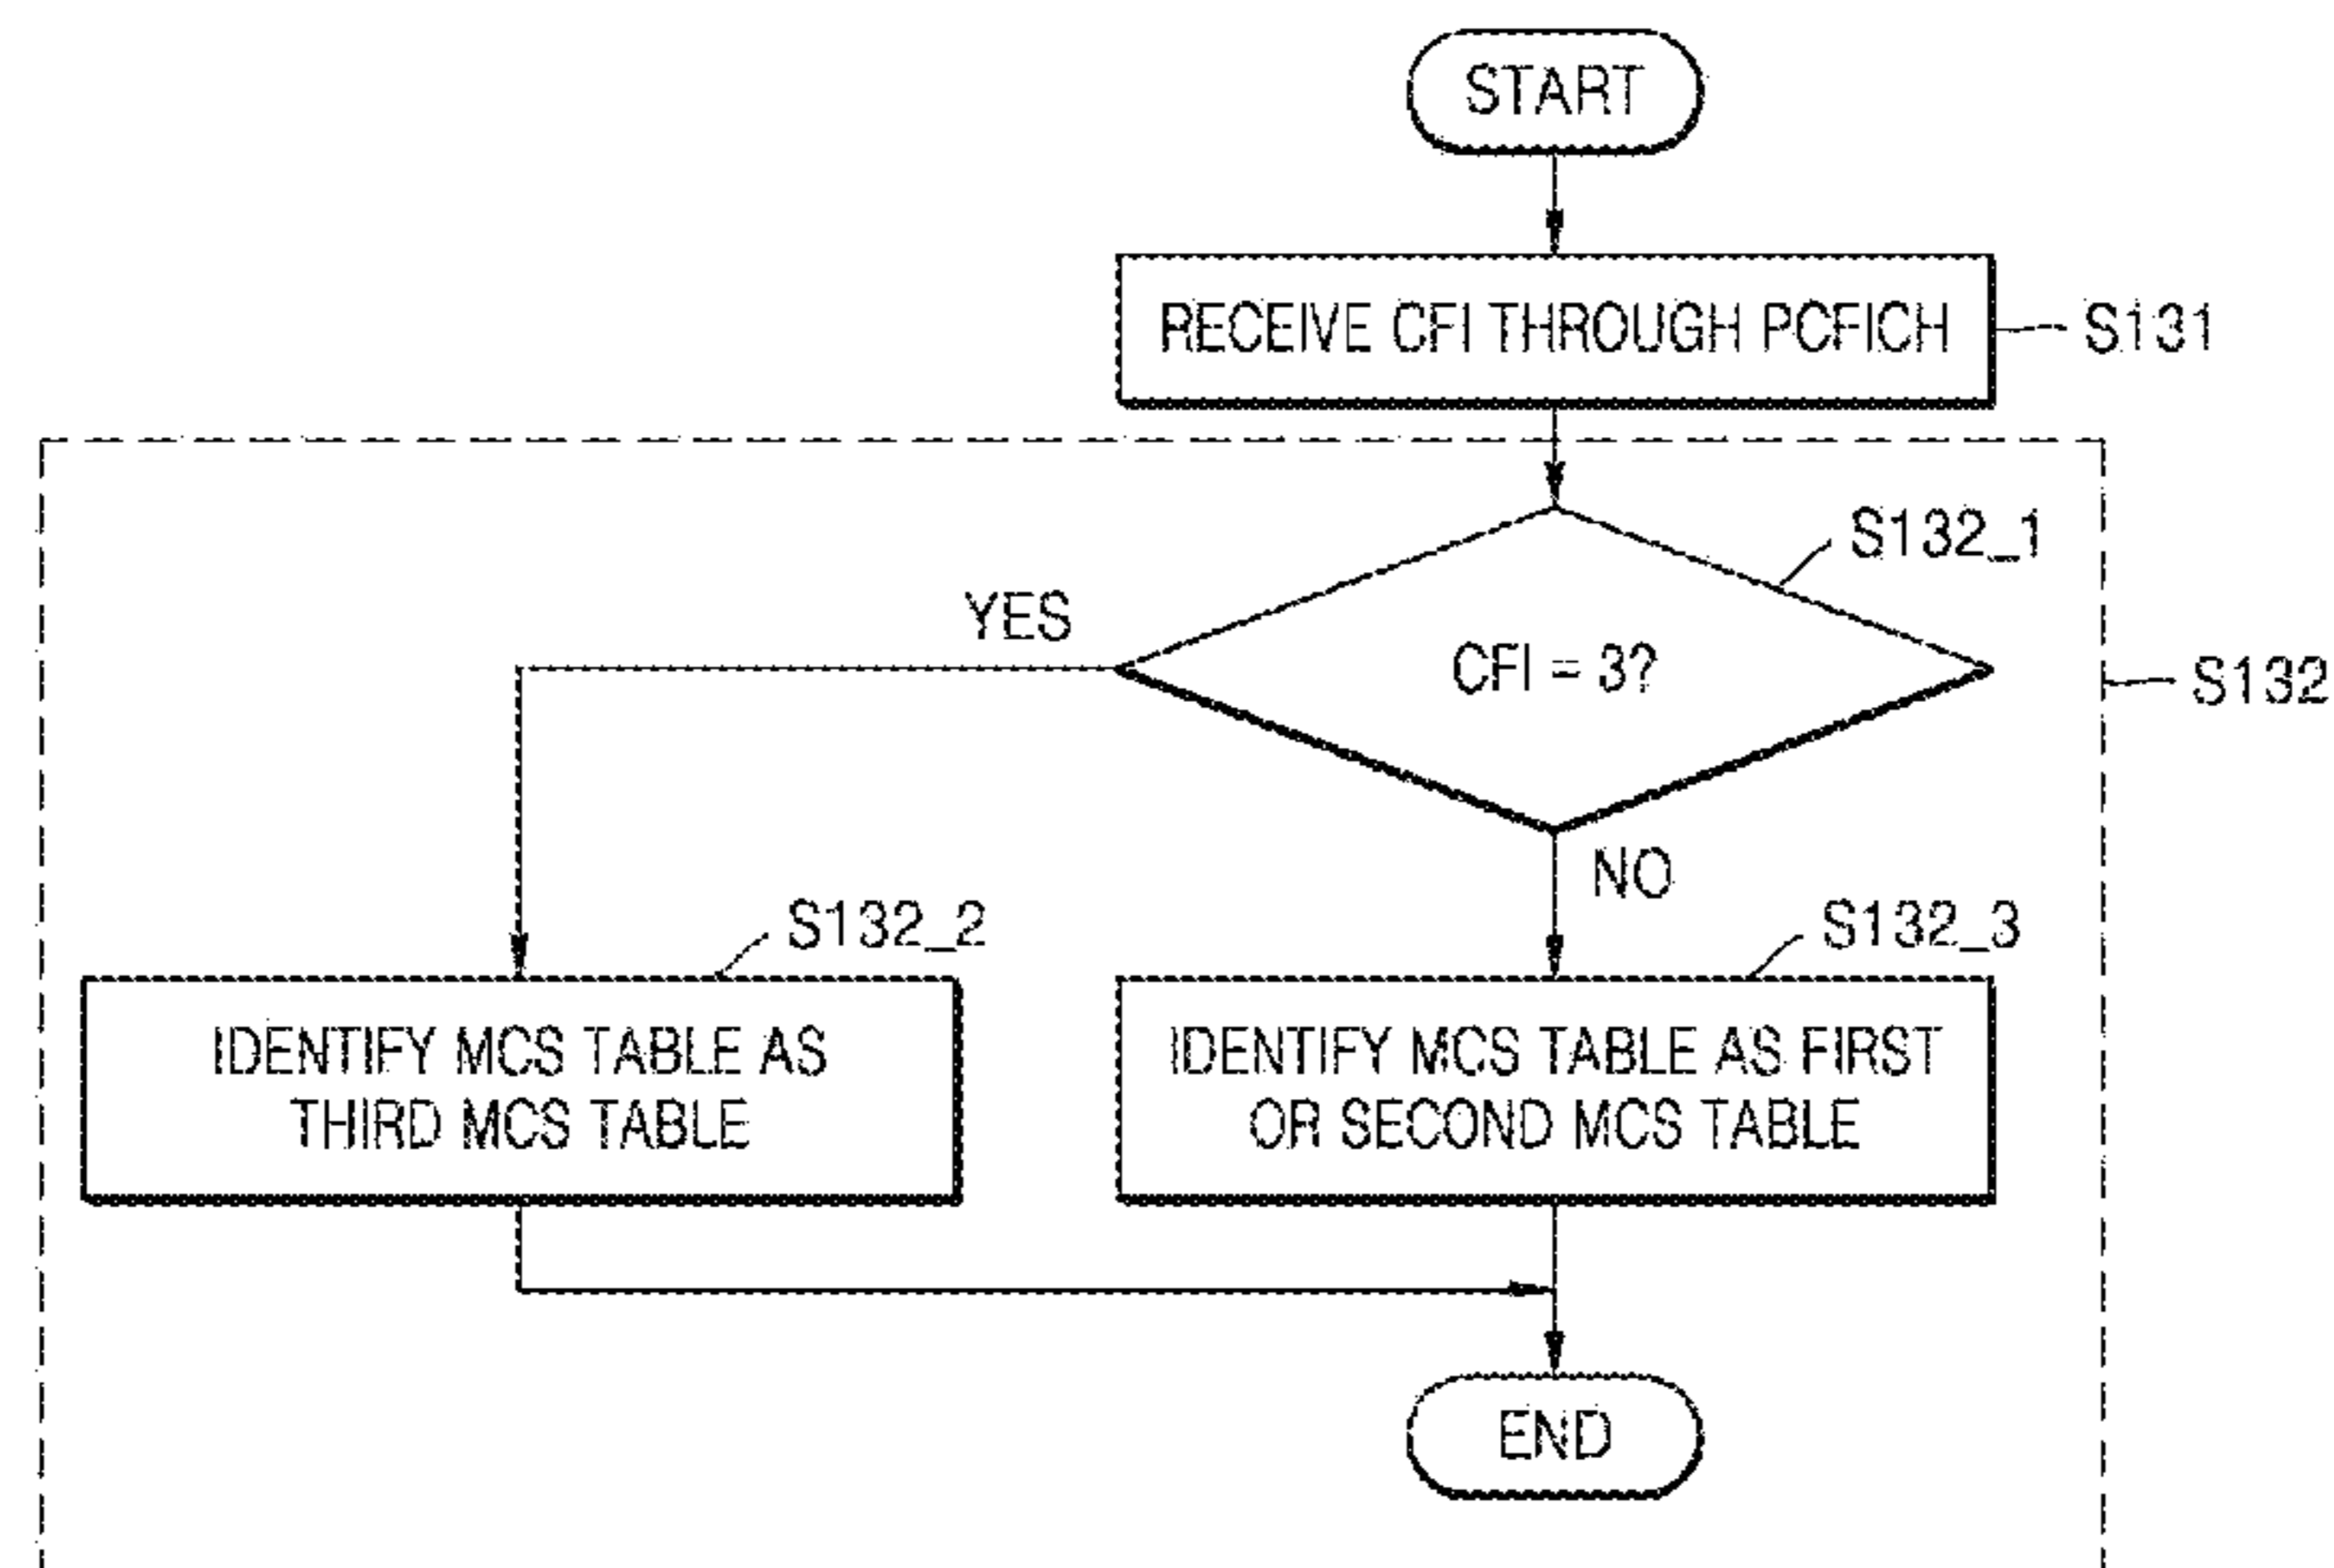 START
RECEIVE CFI THROUGH PCFICH
S131
S132_1
YES
CFI = 3?
S132
NO
S132_2
S132_3
IDENTIFY MCS TABLE AS
THIRD MCS TABLE
IDENTIFY MCS TABLE AS FIRST
OR SECOND MCS TABLE
END